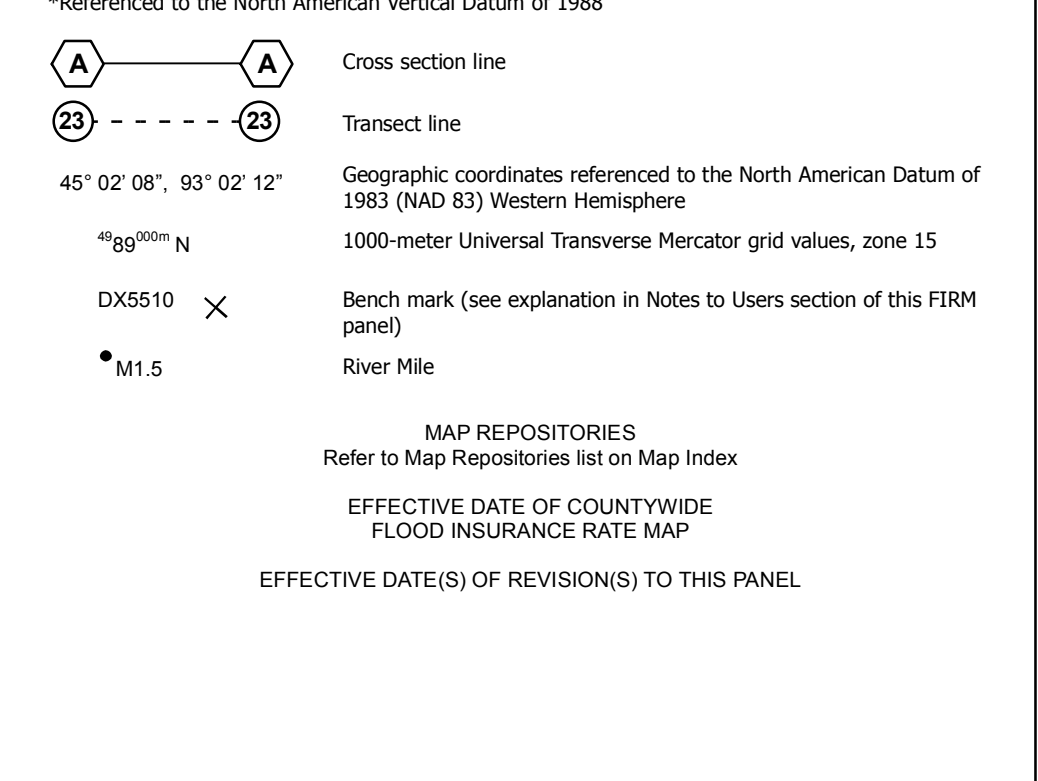 *Referenced to the North American Vertical Datum of 1988
A A Cross section line
23 23 Transect line
45° 02’ 08”, 93° 02’ 12” Geographic coordinates referenced to the North American Datum of
1983 (NAD 83) Western Hemisphere
4989000m N 1000-meter Universal Transverse Mercator grid values, zone 15
DX5510 Bench mark (see explanation in Notes to Users section of this FIRM
panel)
M1.5 River Mile
MAP REPOSITORIES
Refer to Map Repositories list on Map Index
EFFECTIVE DATE OF COUNTYWIDE
FLOOD INSURANCE RATE MAP
EFFECTIVE DATE(S) OF REVISION(S) TO THIS PANEL